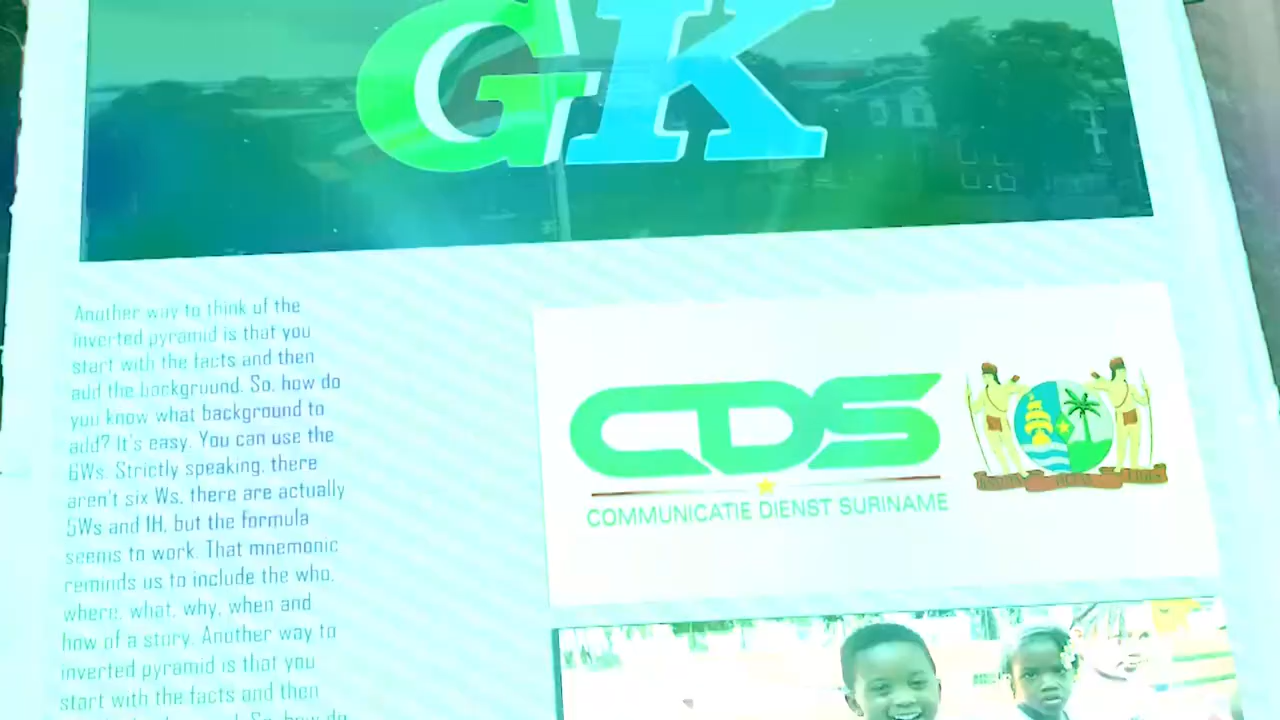 GK
Another way to think of the
inverted pyramid is that you
start with the facts and then
add the background. So, how do
you know what background to
add? It's easy. You can use the
6Ws. Strictly speaking, there
aren't six Ws, there are actually
5Ws and 1H, but the formula
seems to work. That mnemonic
reminds us to include the who,
where, what, why, when and
how of a story. Another way to
inverted pyramid is that you
start with the facts and then
CDS
COMMUNICATIE DIENST SURINAME